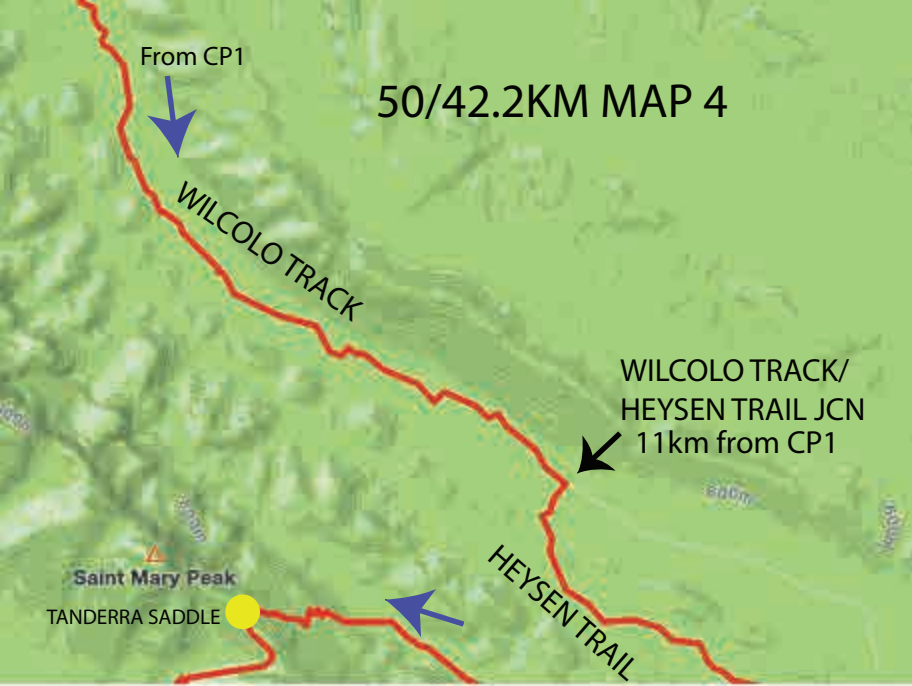 From CP1
50/42.2KM MAP 4
WILCOLO TRACK
WILCOLO TRACK/
HEYSEN TRAIL JCN
11km from CP1
600m
HEYSEN TRAIL
Saint Mary Peak
TANDERRA SADDLE